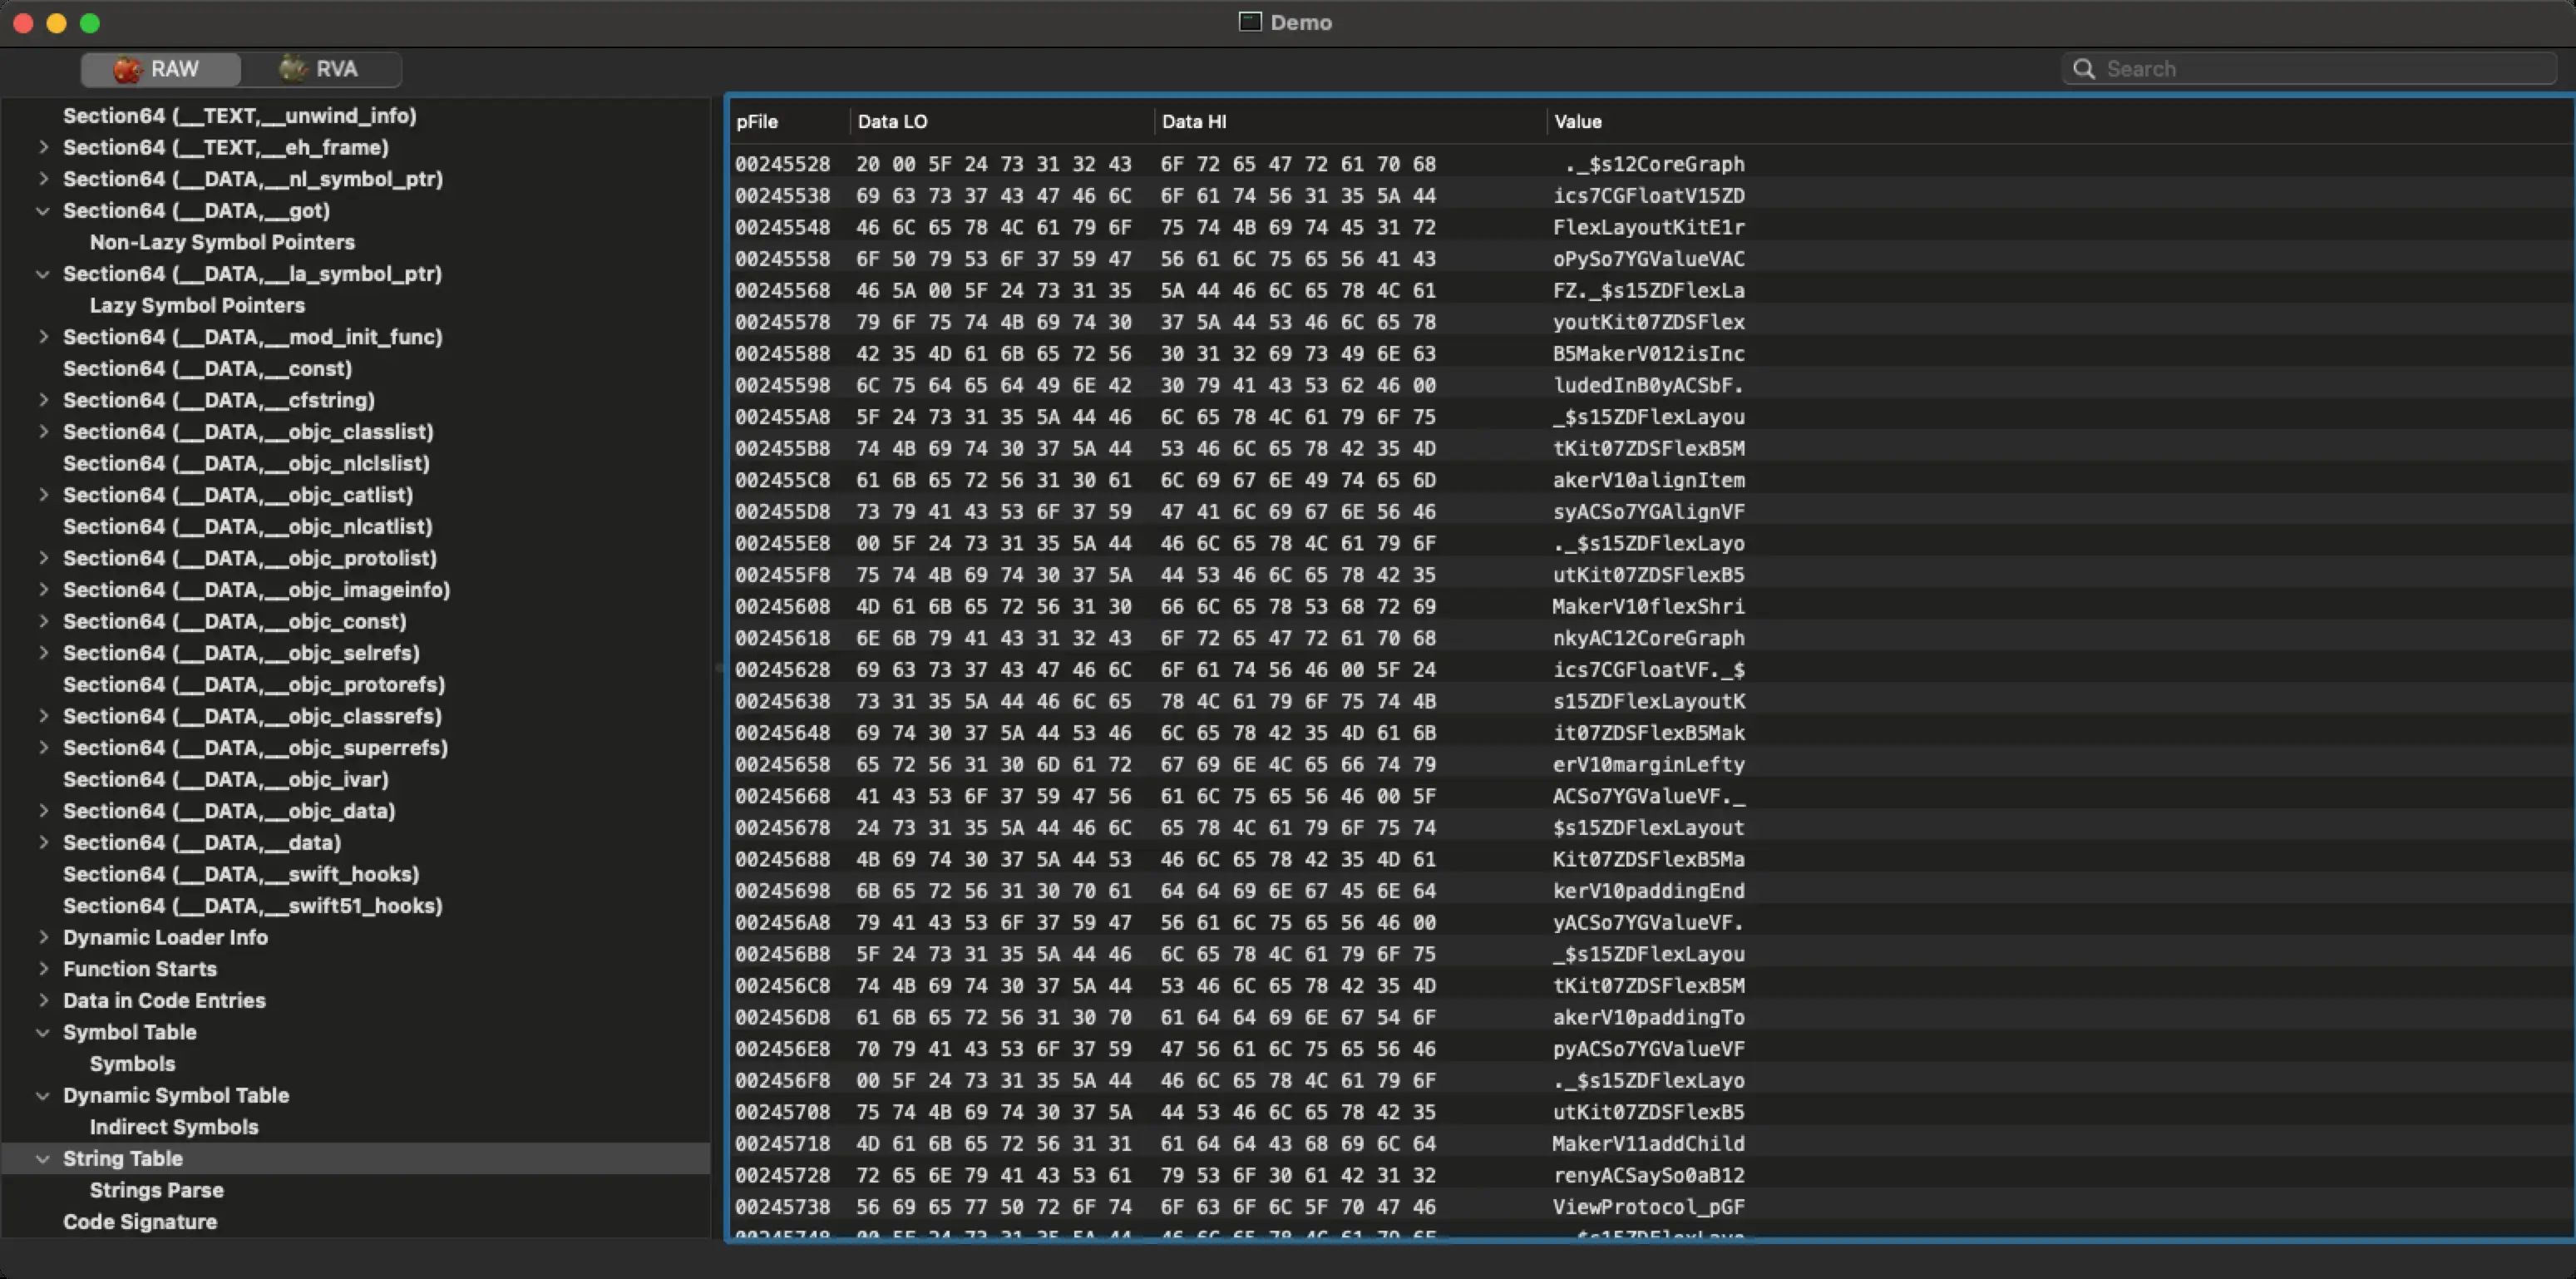 Demo
RAW
RVA
Search
Section64 (__TEXT,__unwind_info)
Section64 (__TEXT,__eh_frame)
Section64 (__DATA,__nl_symbol_ptr)
Section64 (__DATA,__got)
Non-Lazy Symbol Pointers
Section64 (__DATA,__la_symbol_ptr)
Lazy Symbol Pointers
Section64 (__DATA,__mod_init_func)
Section64 (__DATA,__const)
Section64 (__DATA,__cfstring)
Section64 (__DATA,__objc_classlist)
Section64 (__DATA,__objc_nlclslist)
Section64 (__DATA,__objc_catlist)
Section64 (__DATA,__objc_nlcatlist)
Section64 (__DATA,__objc_protolist)
Section64 (__DATA,__objc_imageinfo)
Section64 (__DATA,__objc_const)
Section64 (__DATA,__objc_selrefs)
Section64 (__DATA,__objc_protorefs)
Section64 (__DATA,__objc_classrefs)
Section64 (__DATA,__objc_superrefs)
Section64 (__DATA,__objc_ivar)
Section64 (__DATA,__objc_data)
Section64 (__DATA,__data)
Section64 (__DATA,__swift_hooks)
Section64 (__DATA,__swift51_hooks)
Dynamic Loader Info
Function Starts
Data in Code Entries
Symbol Table
Symbols
Dynamic Symbol Table
Indirect Symbols
String Table
Strings Parse
Code Signature
pFile Data LO Data HI Value
00245528 20 00 5F 24 73 31 32 43 6F 72 65 47 72 61 70 68 ._$s12CoreGraph
00245538 69 63 73 37 43 47 46 6C 6F 61 74 56 31 35 5A 44 ics7CGFloatV15ZD
00245548 46 6C 65 78 4C 61 79 6F 75 74 4B 69 74 45 31 72 FlexLayoutKitE1r
00245558 6F 50 79 53 6F 37 59 47 56 61 6C 75 65 56 41 43 oPySo7YGValueVAC
00245568 46 5A 00 5F 24 73 31 35 5A 44 46 6C 65 78 4C 61 FZ._$s15ZDFlexLa
00245578 79 6F 75 74 4B 69 74 30 37 5A 44 53 46 6C 65 78 youtKit07ZDSFlex
00245588 42 35 4D 61 6B 65 72 56 30 31 32 69 73 49 6E 63 B5MakerV012isInc
00245598 6C 75 64 65 64 49 6E 42 30 79 41 43 53 62 46 00 ludedInB0yACSbF.
002455A8 5F 24 73 31 35 5A 44 46 6C 65 78 4C 61 79 6F 75 _$s15ZDFlexLayou
002455B8 74 4B 69 74 30 37 5A 44 53 46 6C 65 78 42 35 4D tKit07ZDSFlexB5M
002455C8 61 6B 65 72 56 31 30 61 6C 69 67 6E 49 74 65 6D akerV10alignItem
002455D8 73 79 41 43 53 6F 37 59 47 41 6C 69 67 6E 56 46 syACSo7YGAlignVF
002455E8 00 5F 24 73 31 35 5A 44 46 6C 65 78 4C 61 79 6F ._$s15ZDFlexLayo
002455F8 75 74 4B 69 74 30 37 5A 44 53 46 6C 65 78 42 35 utKit07ZDSFlexB5
00245608 4D 61 6B 65 72 56 31 30 66 6C 65 78 53 68 72 69 MakerV10flexShri
00245618 6E 6B 79 41 43 31 32 43 6F 72 65 47 72 61 70 68 nkyAC12CoreGraph
00245628 69 63 73 37 43 47 46 6C 6F 61 74 56 46 00 5F 24 ics7CGFloatVF._$
00245638 73 31 35 5A 44 46 6C 65 78 4C 61 79 6F 75 74 4B s15ZDFlexLayoutK
00245648 69 74 30 37 5A 44 53 46 6C 65 78 42 35 4D 61 6B it07ZDSFlexB5Mak
00245658 65 72 56 31 30 6D 61 72 67 69 6E 4C 65 66 74 79 erV10marginLefty
00245668 41 43 53 6F 37 59 47 56 61 6C 75 65 56 46 00 5F ACSo7YGValueVF._
00245678 24 73 31 35 5A 44 46 6C 65 78 4C 61 79 6F 75 74 $s15ZDFlexLayout
00245688 4B 69 74 30 37 5A 44 53 46 6C 65 78 42 35 4D 61 Kit07ZDSFlexB5Ma
00245698 6B 65 72 56 31 30 70 61 64 64 69 6E 67 45 6E 64 kerV10paddingEnd
002456A8 79 41 43 53 6F 37 59 47 56 61 6C 75 65 56 46 00 yACSo7YGValueVF.
002456B8 5F 24 73 31 35 5A 44 46 6C 65 78 4C 61 79 6F 75 _$s15ZDFlexLayou
002456C8 74 4B 69 74 30 37 5A 44 53 46 6C 65 78 42 35 4D tKit07ZDSFlexB5M
002456D8 61 6B 65 72 56 31 30 70 61 64 64 69 6E 67 54 6F akerV10paddingTo
002456E8 70 79 41 43 53 6F 37 59 47 56 61 6C 75 65 56 46 pyACSo7YGValueVF
002456F8 00 5F 24 73 31 35 5A 44 46 6C 65 78 4C 61 79 6F ._$s15ZDFlexLayo
00245708 75 74 4B 69 74 30 37 5A 44 53 46 6C 65 78 42 35 utKit07ZDSFlexB5
00245718 4D 61 6B 65 72 56 31 31 61 64 64 43 68 69 6C 64 MakerV11addChild
00245728 72 65 6E 79 41 43 53 61 79 53 6F 30 61 42 31 32 renyACSaySo0aB12
00245738 56 69 65 77 50 72 6F 74 6F 63 6F 6C 5F 70 47 46 ViewProtocol_pGF